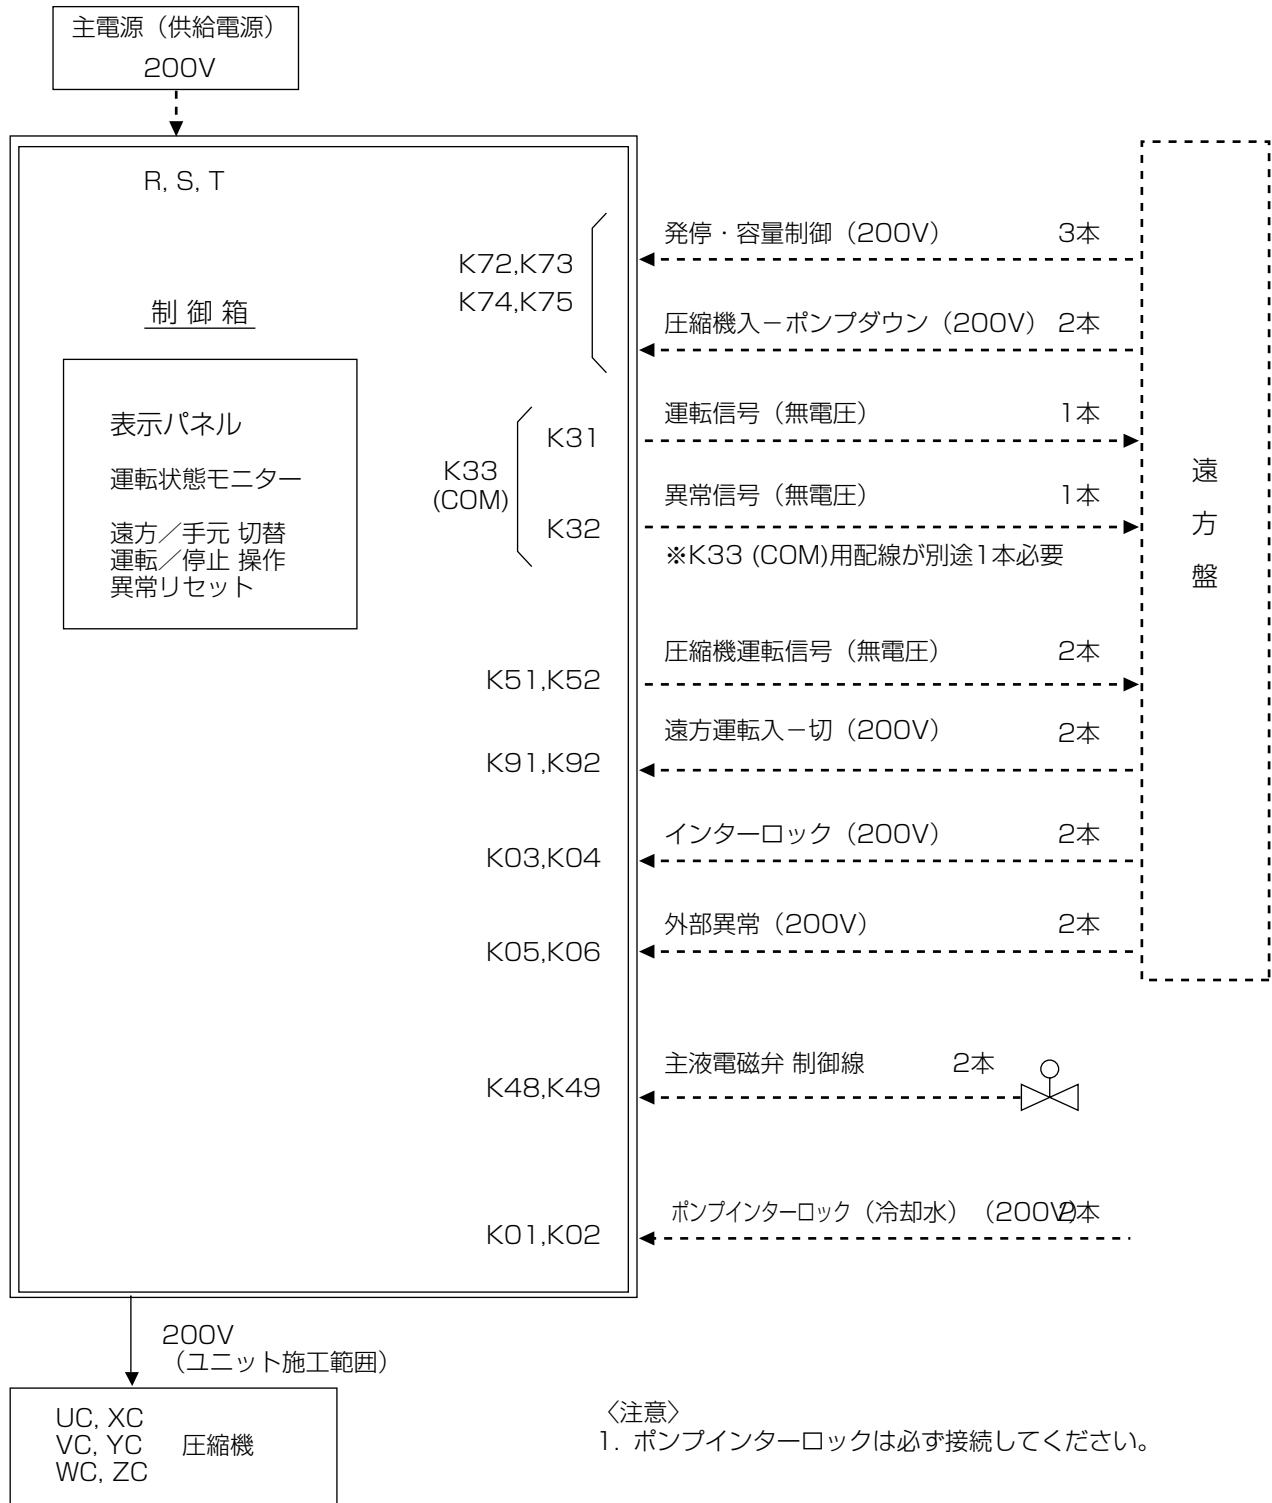 主電源（供給電源）
200V
R, S, T
制 御 箱
表示パネル
運転状態モニター
遠方／手元 切替
運転／停止 操作
異常リセット
K72,K73
K74,K75
発停・容量制御（200V） 3本
圧縮機入－ポンプダウン（200V） 2本
K33
(COM)
K31
運転信号（無電圧） 1本
K32
異常信号（無電圧） 1本
※K33 (COM)用配線が別途1本必要
K51,K52
圧縮機運転信号（無電圧） 2本
K91,K92
遠方運転入－切（200V） 2本
K03,K04
インターロック（200V） 2本
K05,K06
外部異常（200V） 2本
遠
方
盤
K48,K49
主液電磁弁 制御線 2本
K01,K02
ポンプインターロック（冷却水）（200V）2本
200V
（ユニット施工範囲）
UC, XC
VC, YC 圧縮機
WC, ZC
〈注意〉
1. ポンプインターロックは必ず接続してください。